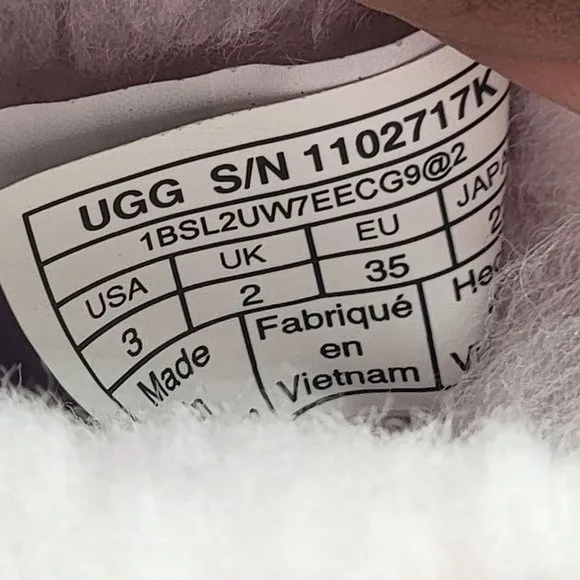 UGG S/N 1102717K
1BSL2UW7EECG9@2
USA UK EU
3 2 35
Made
Fabriqué
en
Vietnam